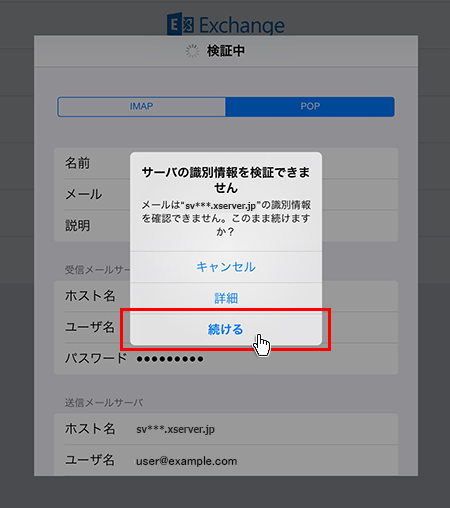 Exchange
検証中
IMAP
POP
名前
メール
説明
サーバの識別情報を検証できま
せん
メールは"sv***.xserver.jp"の識別情報
を確認できません。このまま続けます
か？
キャンセル
詳細
続ける
受信メールサー
ホスト名
ユーザ名
パスワード ●●●●●●●●●
送信メールサーバ
ホスト名 sv***.xserver.jp
ユーザ名 user@example.com